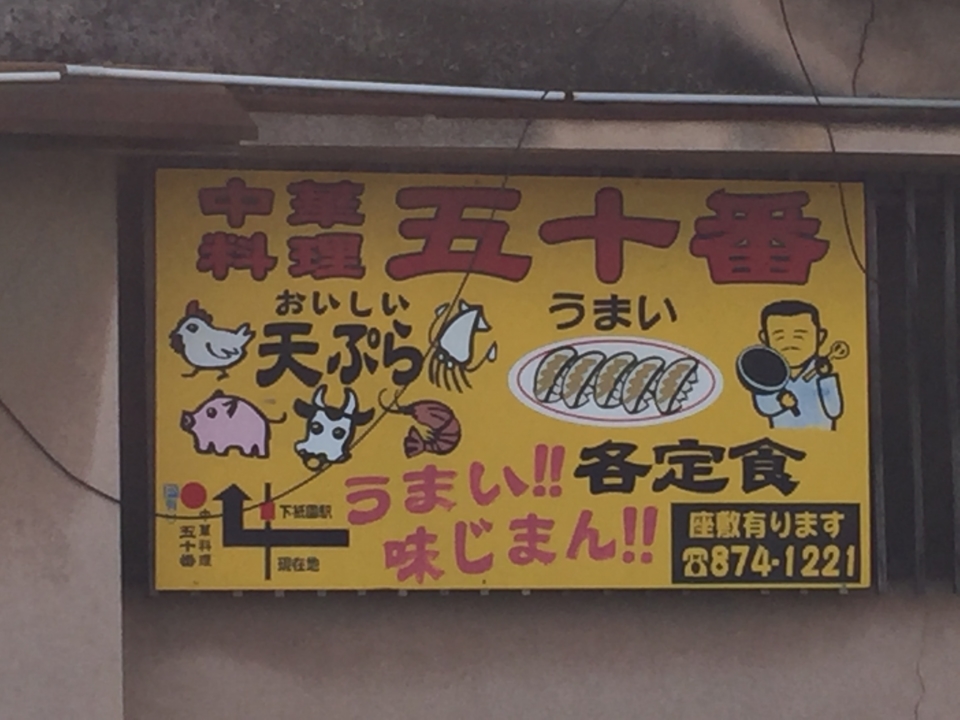 中華
料理
五十番
おいしい
天ぷら
うまい
うまい!!
味じまん!!
各定食
座敷有ります
☎874-1221
下祗園駅
現在地
中華料理
五十番